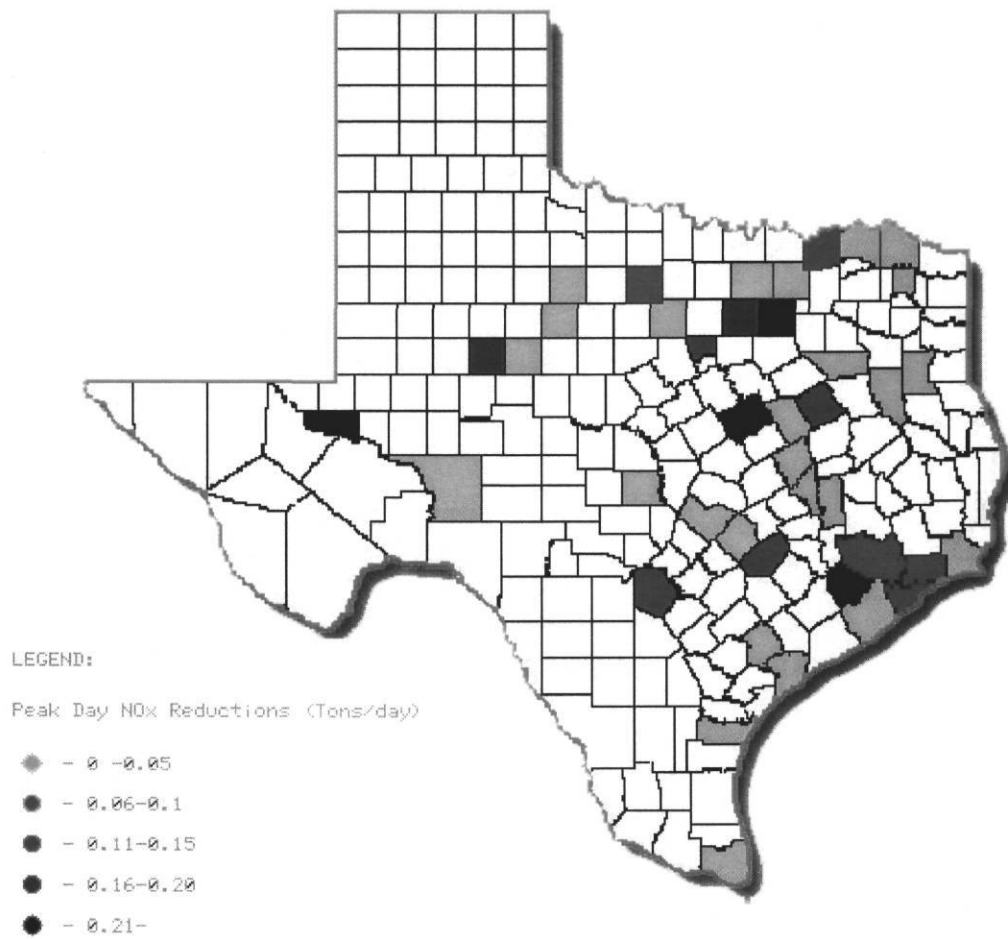 LEGEND:
Peak Day NOx Reductions (Tons/day)
- 0 -0.05
- 0.06-0.1
- 0.11-0.15
- 0.16-0.20
- 0.21-